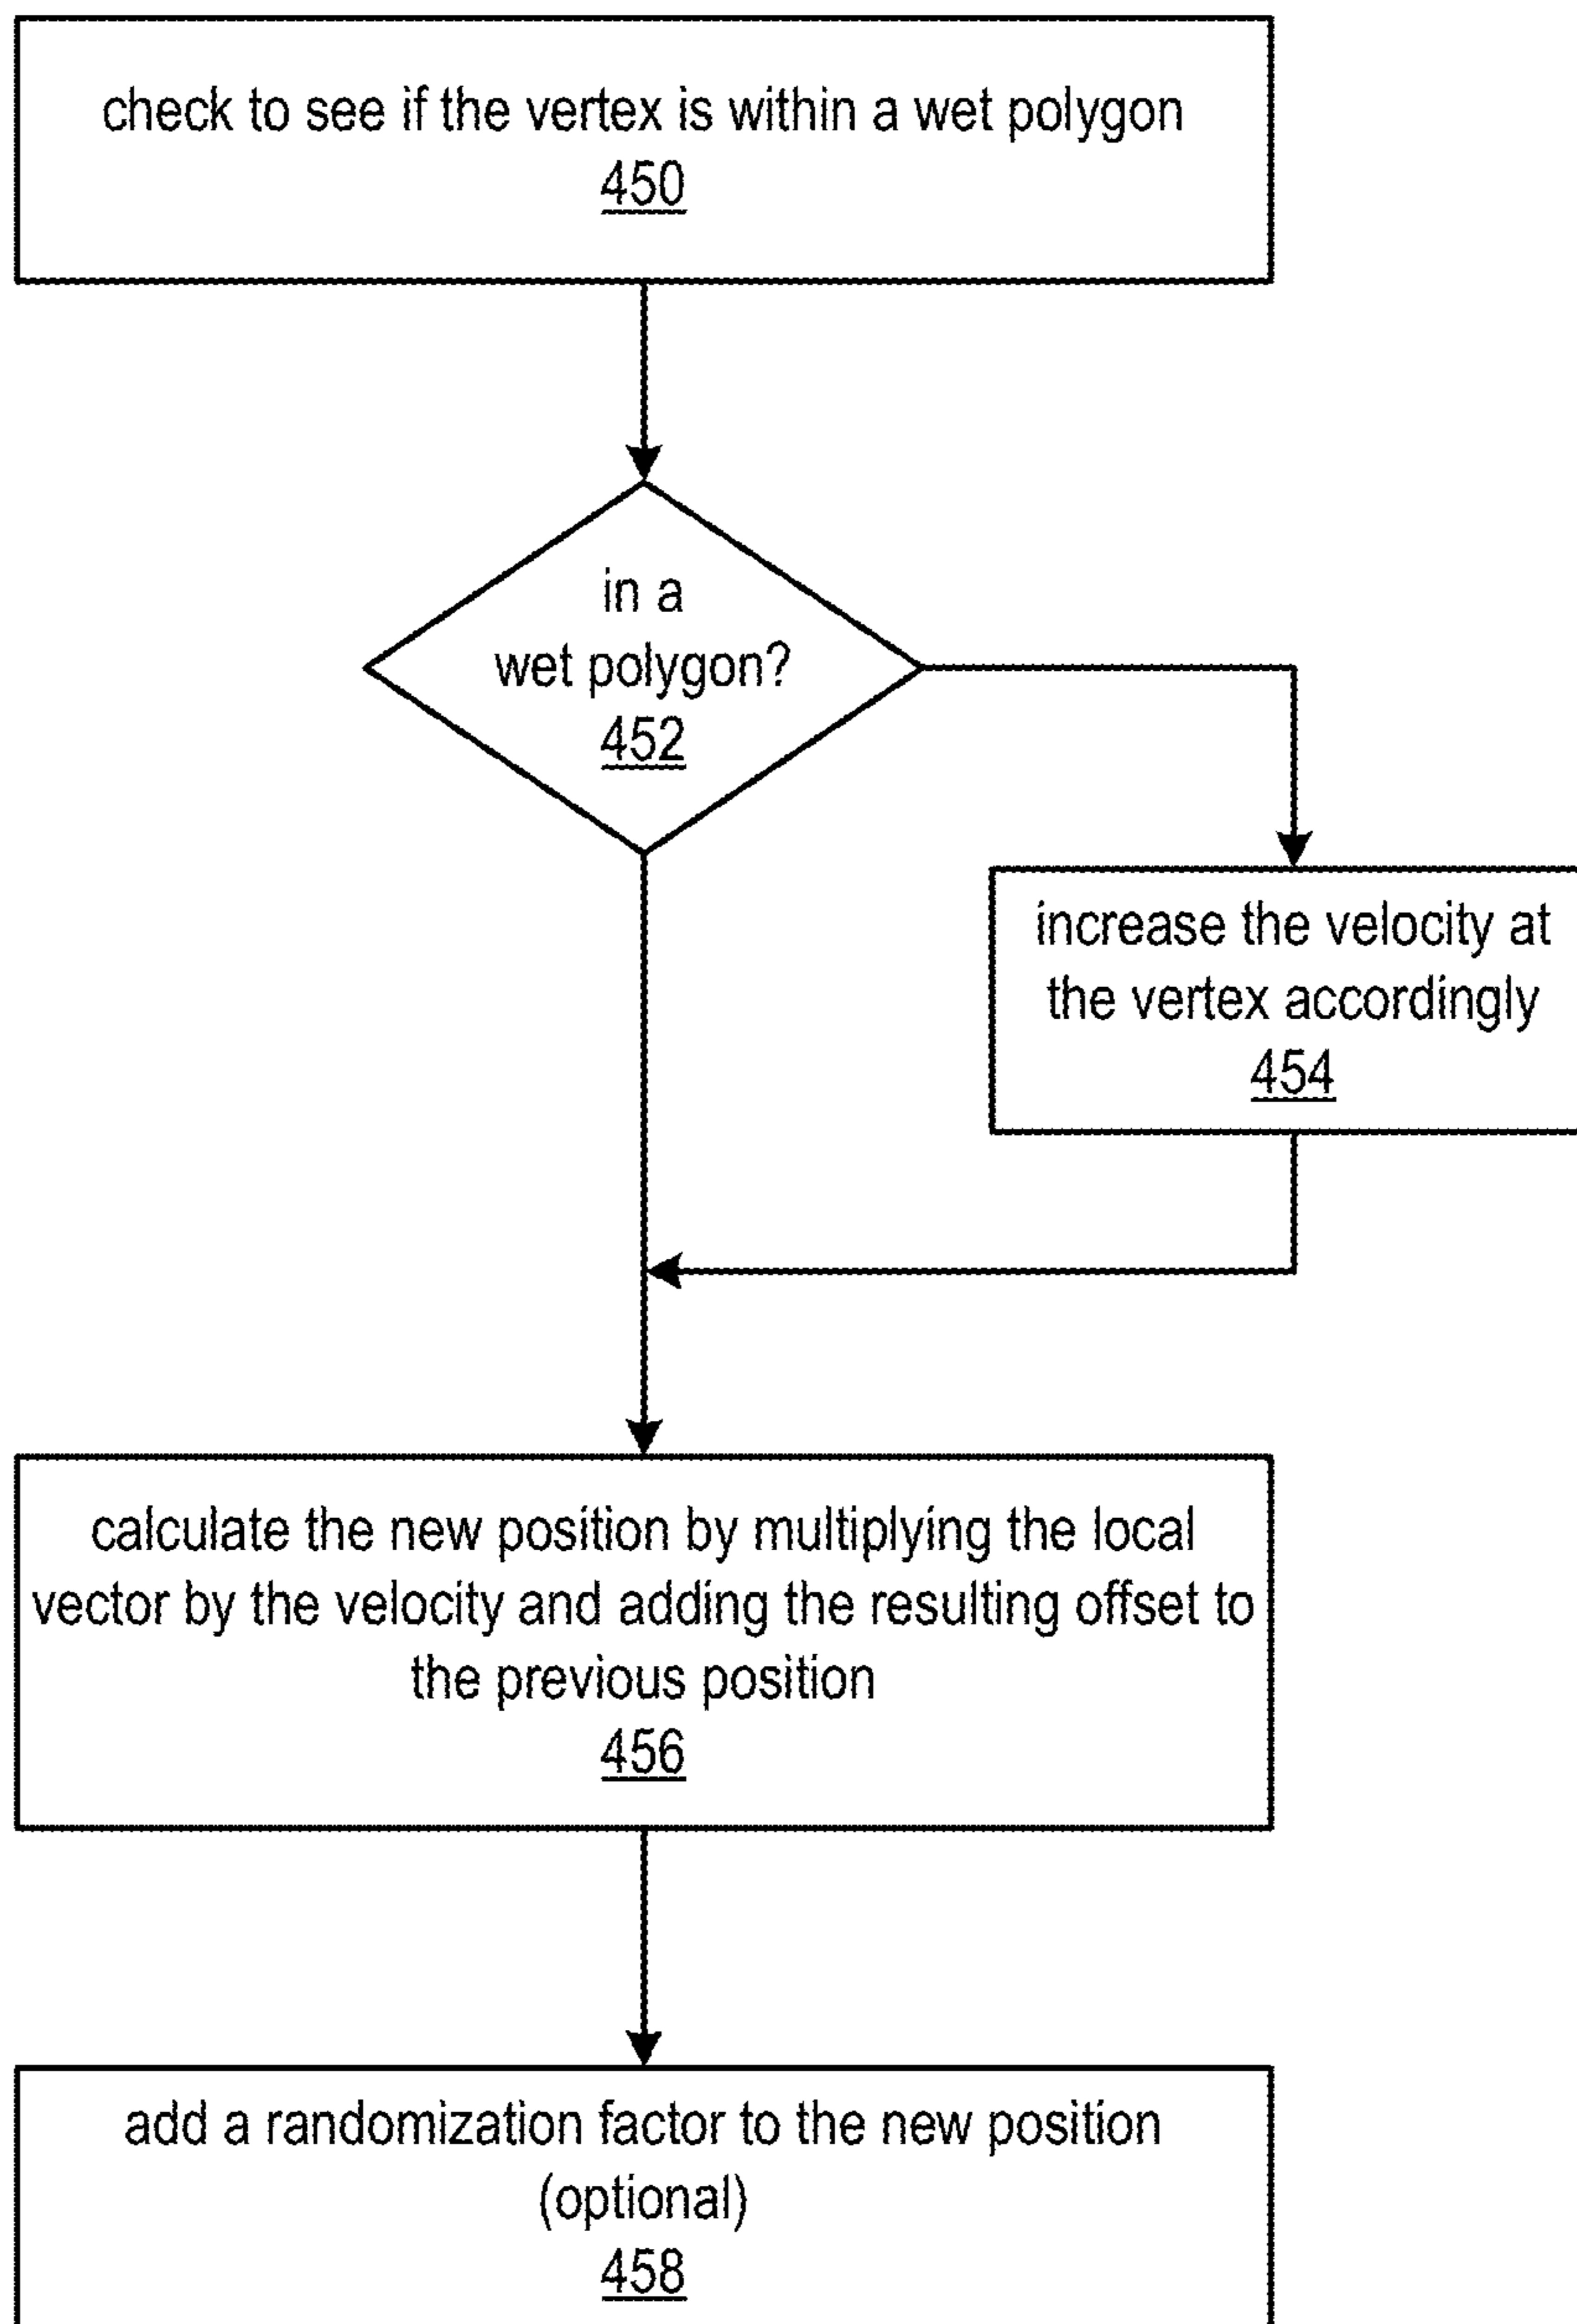 check to see if the vertex is within a wet polygon
450
in a
wet polygon?
452
increase the velocity at
the vertex accordingly
454
calculate the new position by multiplying the local
vector by the velocity and adding the resulting offset to
the previous position
456
add a randomization factor to the new position
(optional)
458